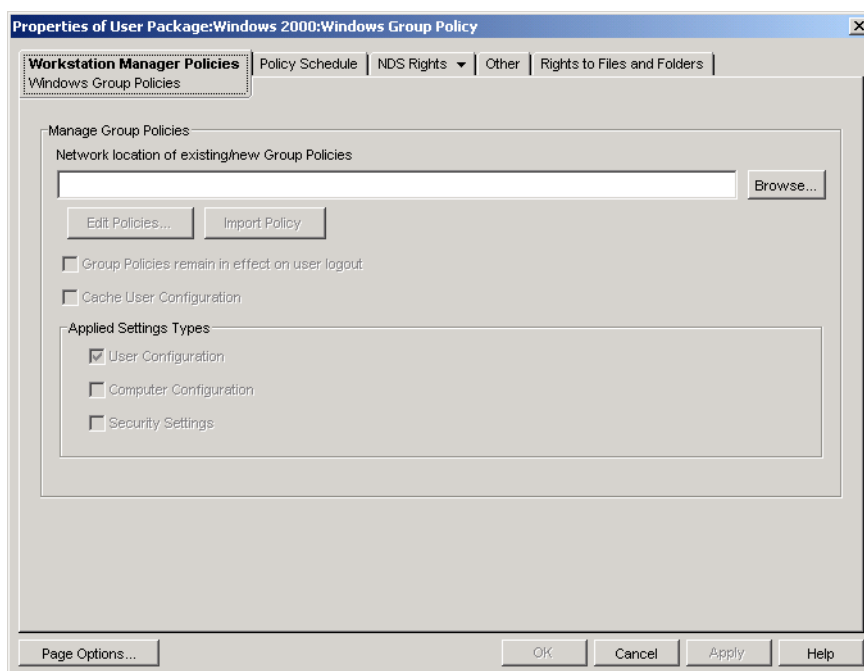 Properties of User Package:Windows 2000:Windows Group Policy
Workstation Manager Policies Policy Schedule NDS Rights Other Rights to Files and Folders
Windows Group Policies
Manage Group Policies
Network location of existing/new Group Policies
Browse...
Edit Policies... Import Policy
Group Policies remain in effect on user logout
Cache User Configuration
Applied Settings Types
User Configuration
Computer Configuration
Security Settings
Page Options... OK Cancel Apply Help